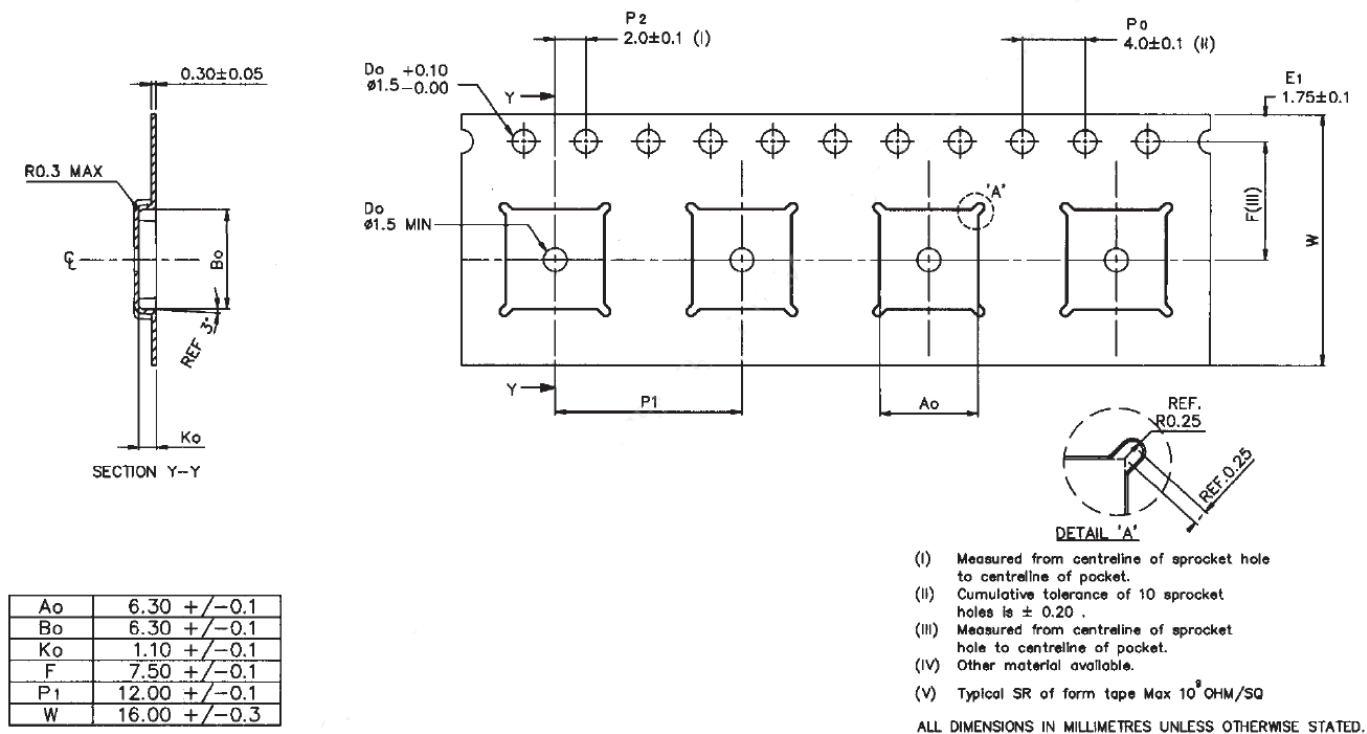 P2
2.0±0.1 (I)
Po
4.0±0.1 (II)
0.30±0.05
Do +0.10
ø1.5-0.00
Y
E1
1.75±0.1
R0.3 MAX
'A'
Do
ø1.5 MIN
F(III)
W
℄
Bo
REF 3°
Y
P1
Ao
Ko
SECTION Y--Y
REF.
R0.25
REF.0.25
DETAIL 'A'
(I) Measured from centreline of sprocket hole
to centreline of pocket.
(II) Cumulative tolerance of 10 sprocket
holes is ± 0.20 .
(III) Measured from centreline of sprocket
hole to centreline of pocket.
(IV) Other material available.
(V) Typical SR of form tape Max 10⁹ OHM/SQ
ALL DIMENSIONS IN MILLIMETRES UNLESS OTHERWISE STATED.
Ao 6.30 +/-0.1
Bo 6.30 +/-0.1
Ko 1.10 +/-0.1
F 7.50 +/-0.1
P1 12.00 +/-0.1
W 16.00 +/-0.3